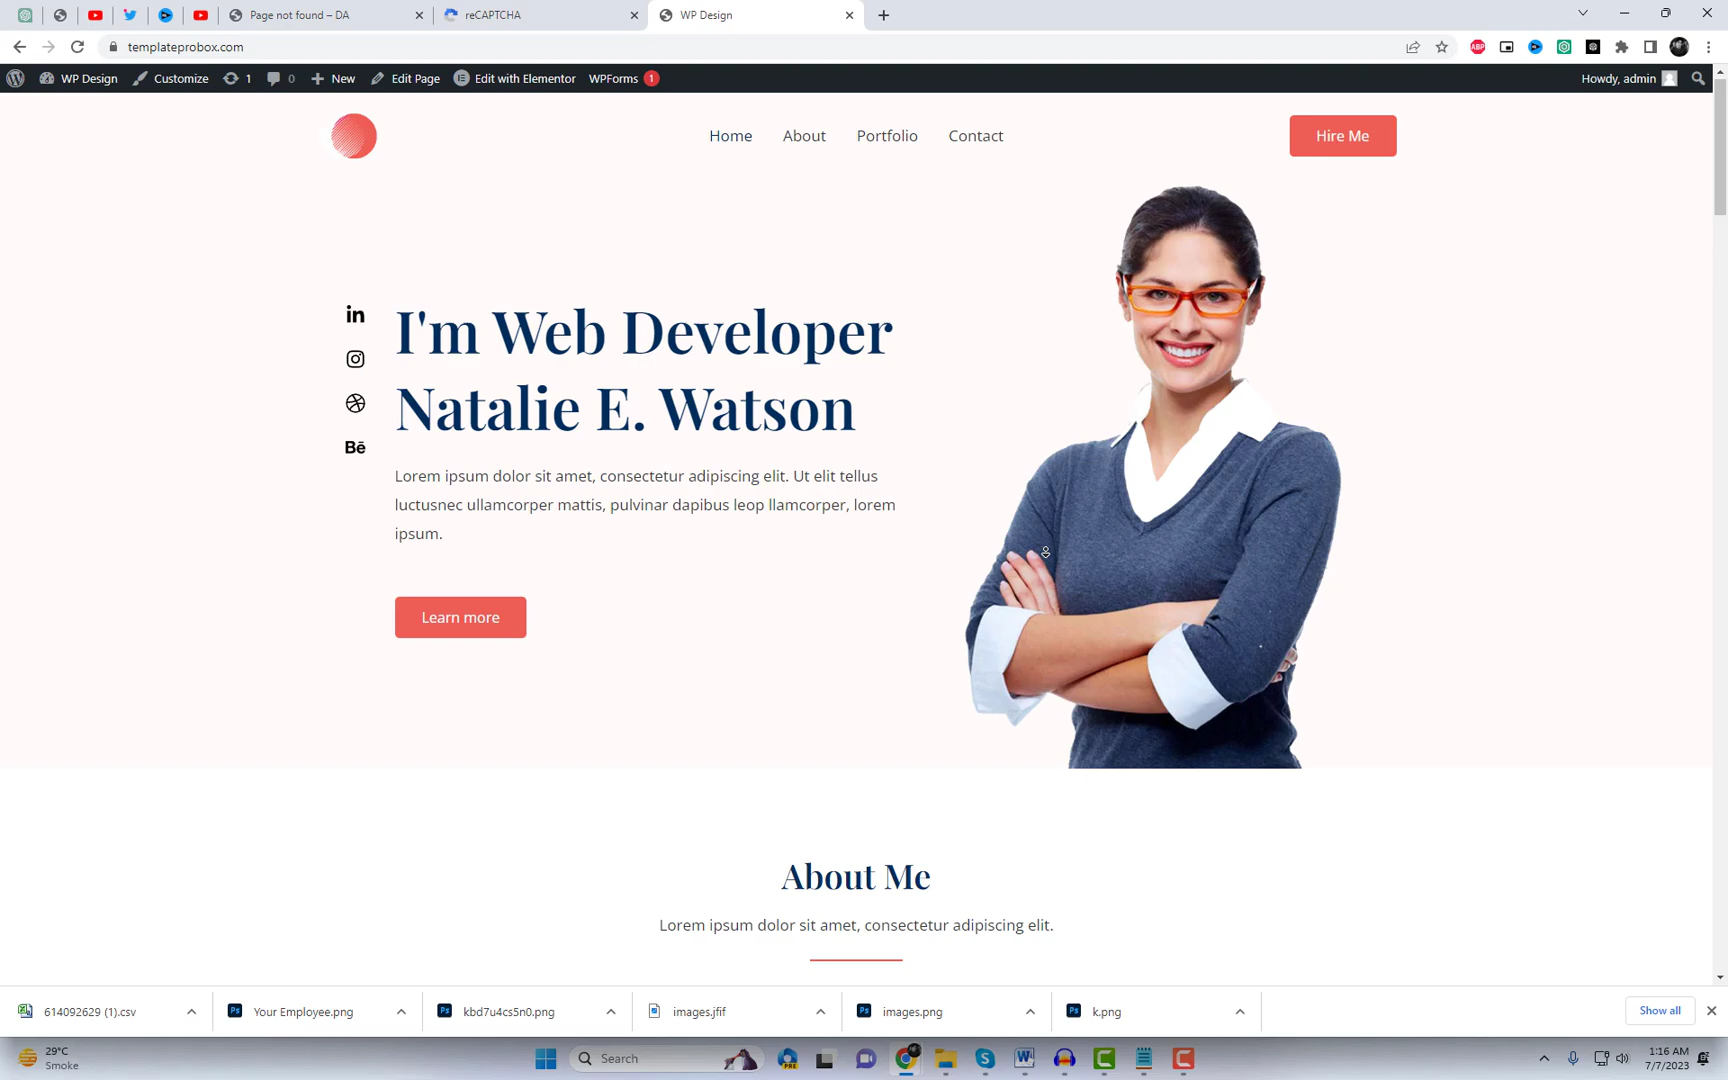 Page not found – DA
reCAPTCHA
WP Design
templateprobox.com
ABP
WP Design
Customize
1
0
New
Edit Page
Edit with Elementor
WPForms 1
Howdy, admin
Home
About
Portfolio
Contact
Hire Me
in
I'm Web Developer
Natalie E. Watson
Bē
Lorem ipsum dolor sit amet, consectetur adipiscing elit. Ut elit tellus
luctusnec ullamcorper mattis, pulvinar dapibus leop llamcorper, lorem
ipsum.
Learn more
About Me
Lorem ipsum dolor sit amet, consectetur adipiscing elit.
614092629 (1).csv
Your Employee.png
kbd7u4cs5n0.png
images.jfif
images.png
k.png
Show all
29°C
Smoke
Search
PRE
1:16 AM
7/7/2023